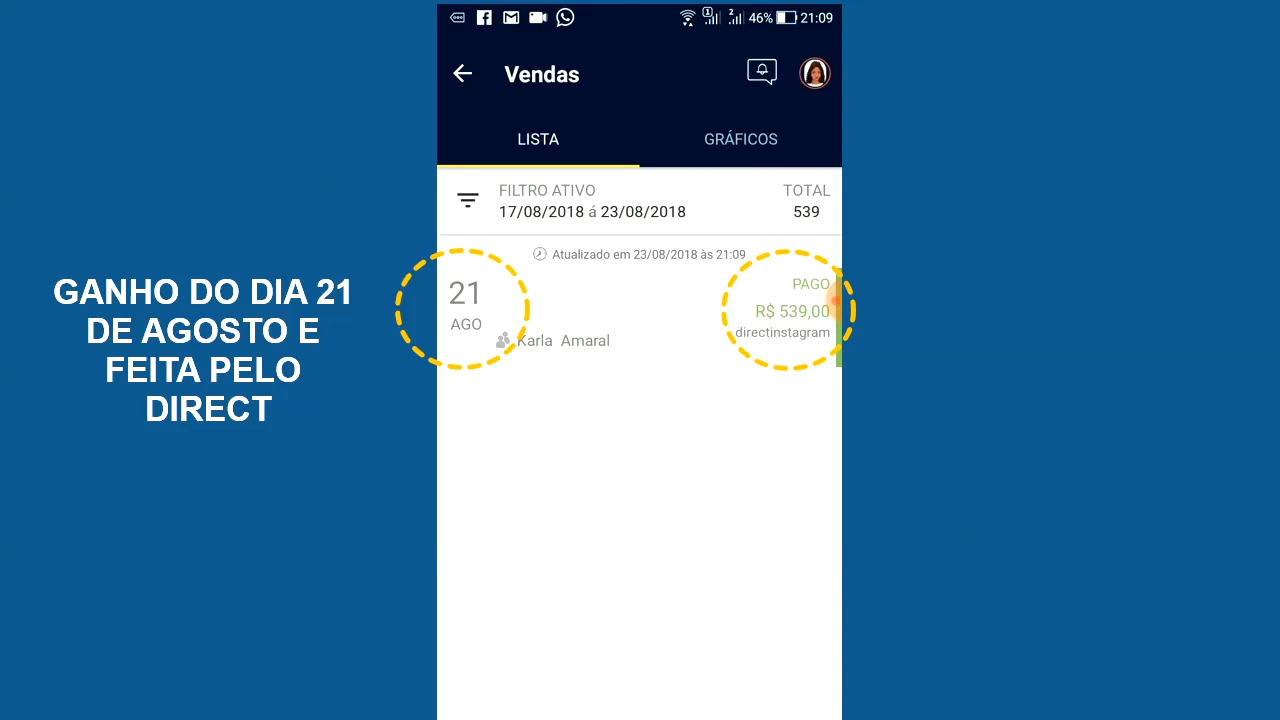 46% 21:09
Vendas
LISTA GRÁFICOS
FILTRO ATIVO TOTAL
17/08/2018 á 23/08/2018 539
Atualizado em 23/08/2018 às 21:09
21 PAGO
AGO R$ 539,00
directinstagram
Karla Amaral
GANHO DO DIA 21
DE AGOSTO E
FEITA PELO
DIRECT